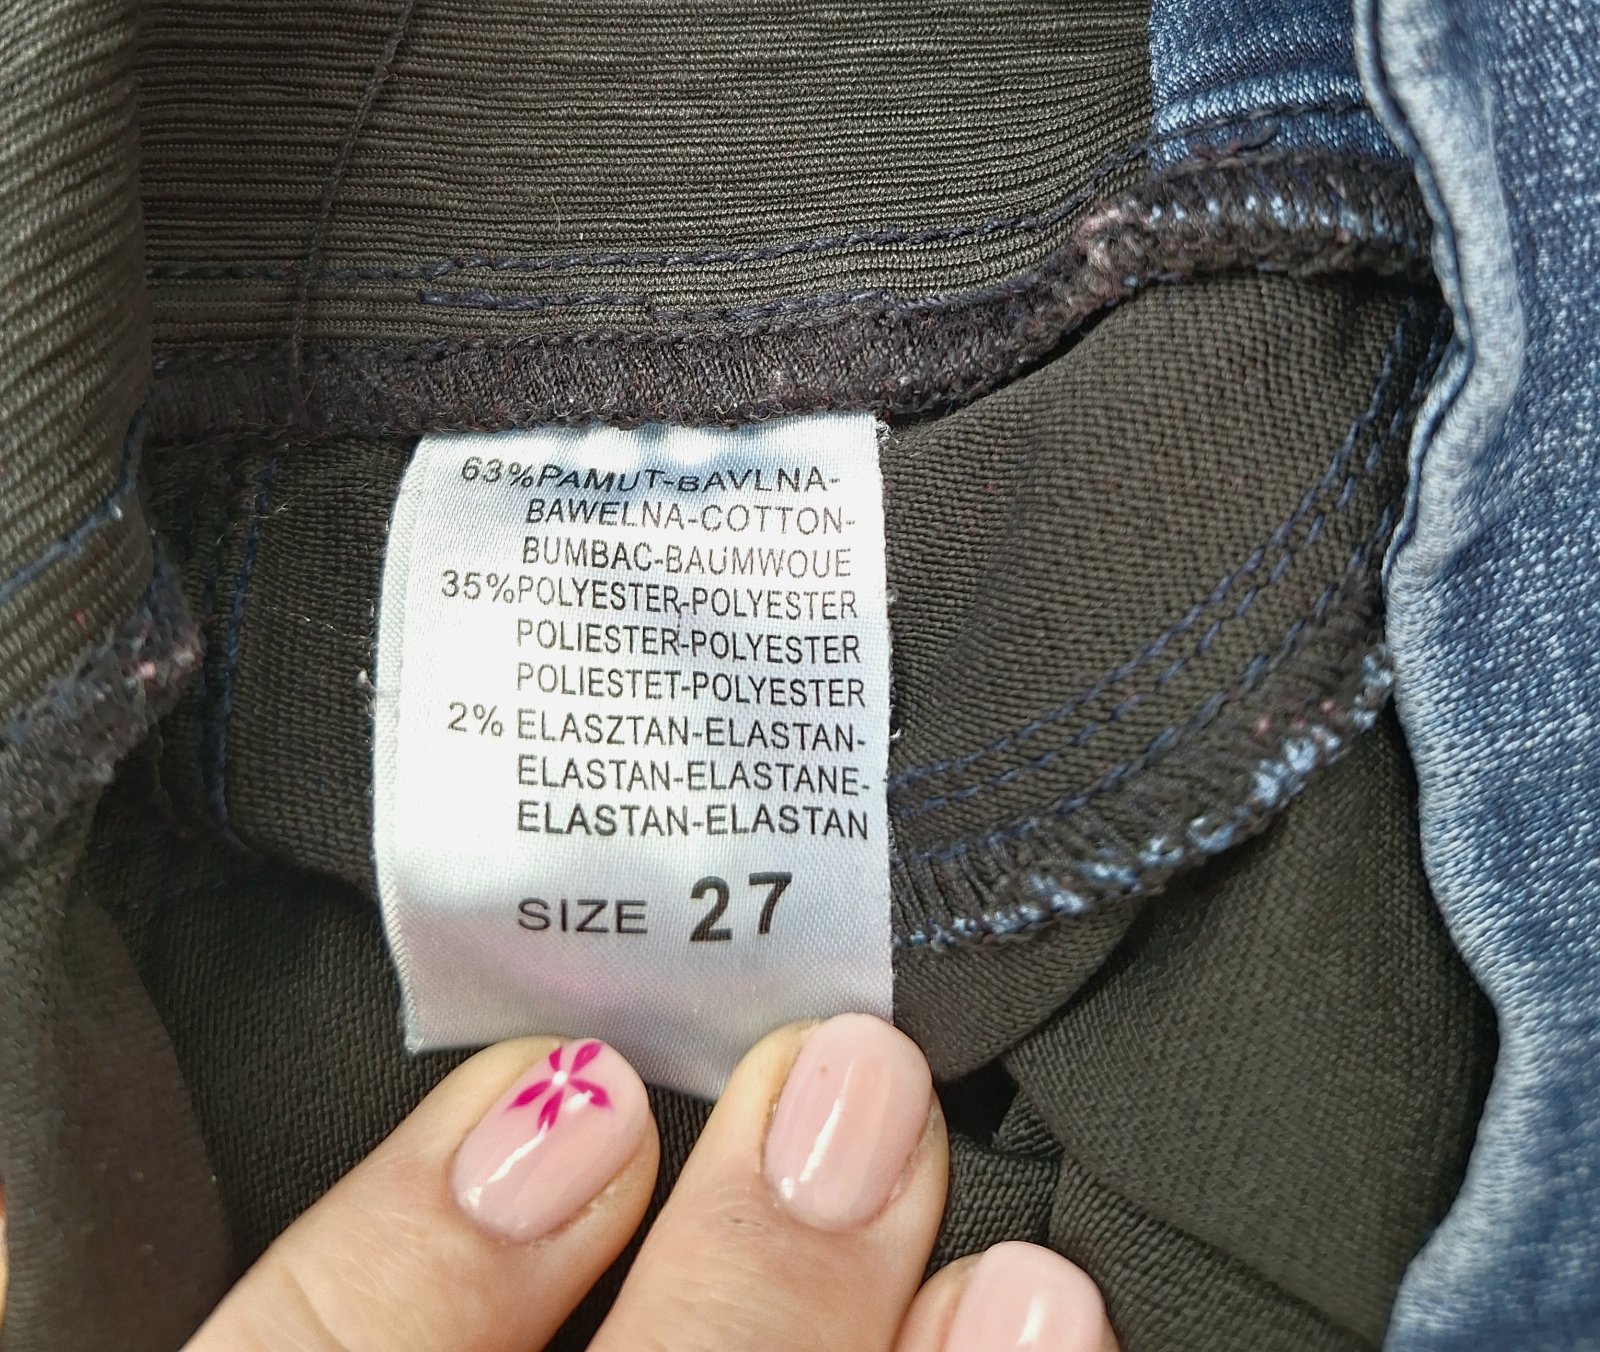 63%PAMUT-BAVLNA-
BAWELNA-COTTON-
BUMBAC-BAUMWOUE
35%POLYESTER-POLYESTER
POLIESTER-POLYESTER
POLIESTET-POLYESTER
2% ELASZTAN-ELASTAN-
ELASTAN-ELASTANE-
ELASTAN-ELASTAN
SIZE 27